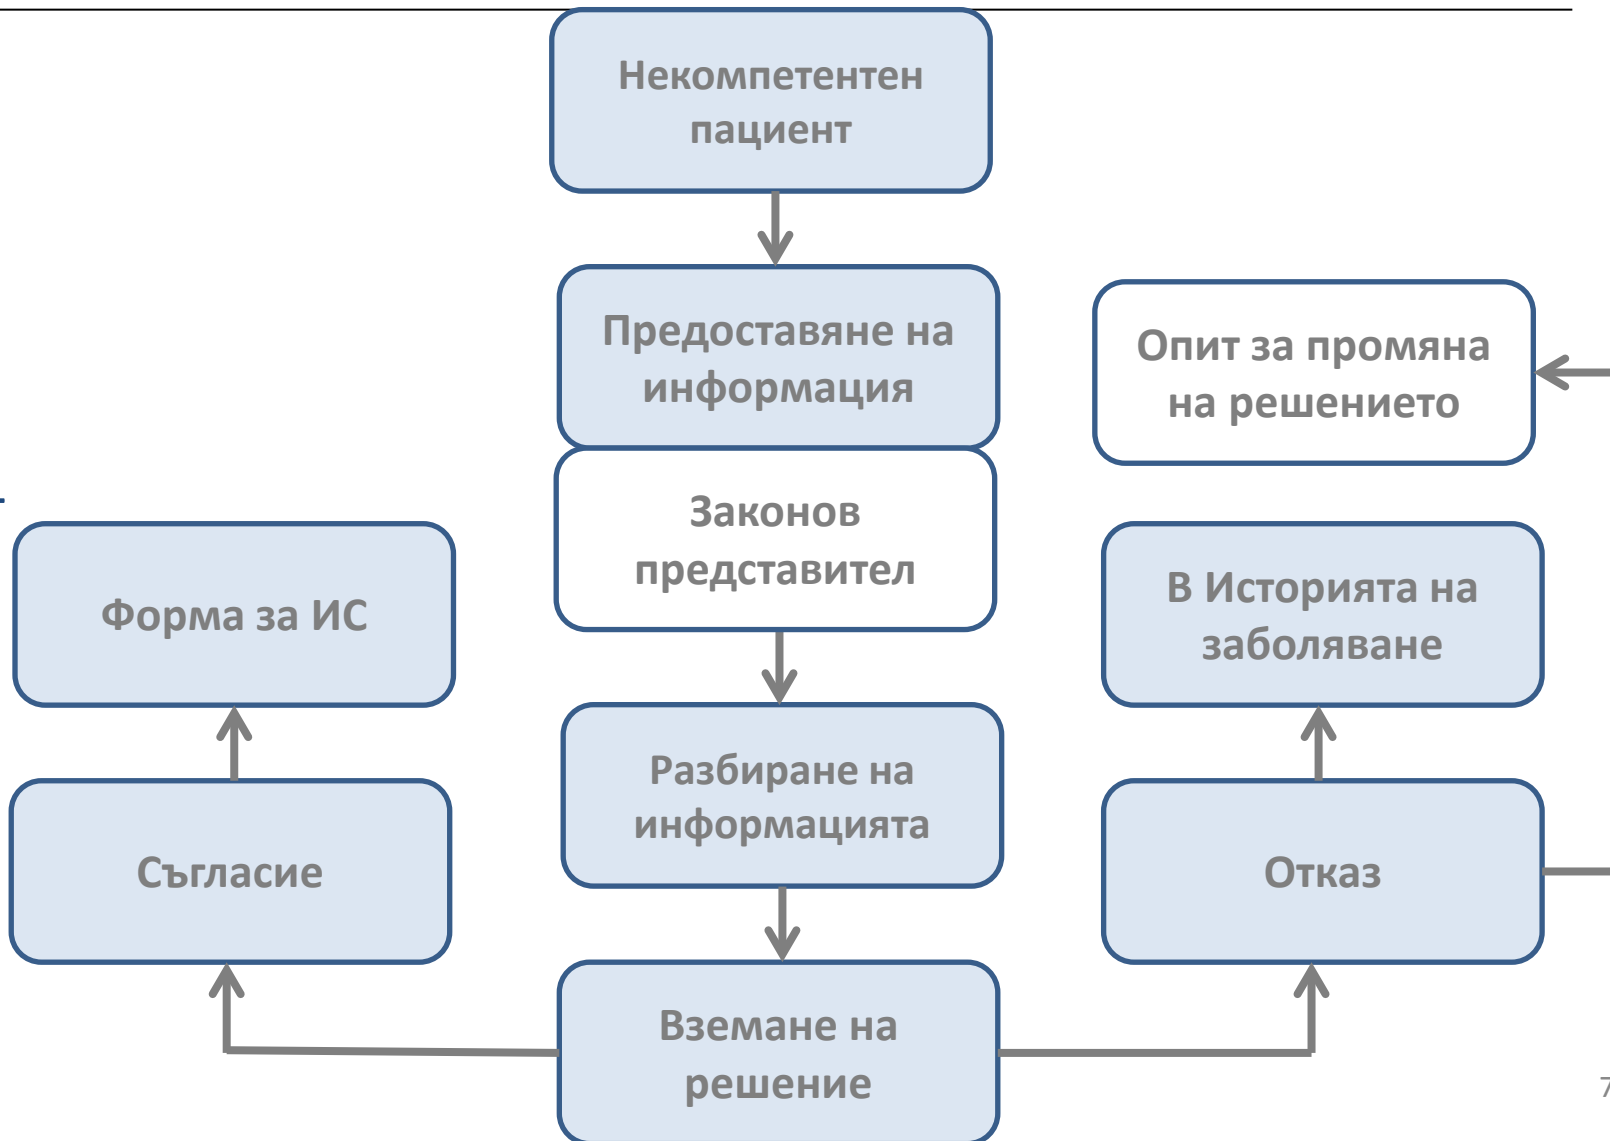 Некомпетентен
пациент
Предоставяне на
информация
Опит за промяна
на решението
Законов
представител
Форма за ИС
В Историята на
заболяване
Разбиране на
информацията
Съгласие
Отказ
Вземане на
решение
7